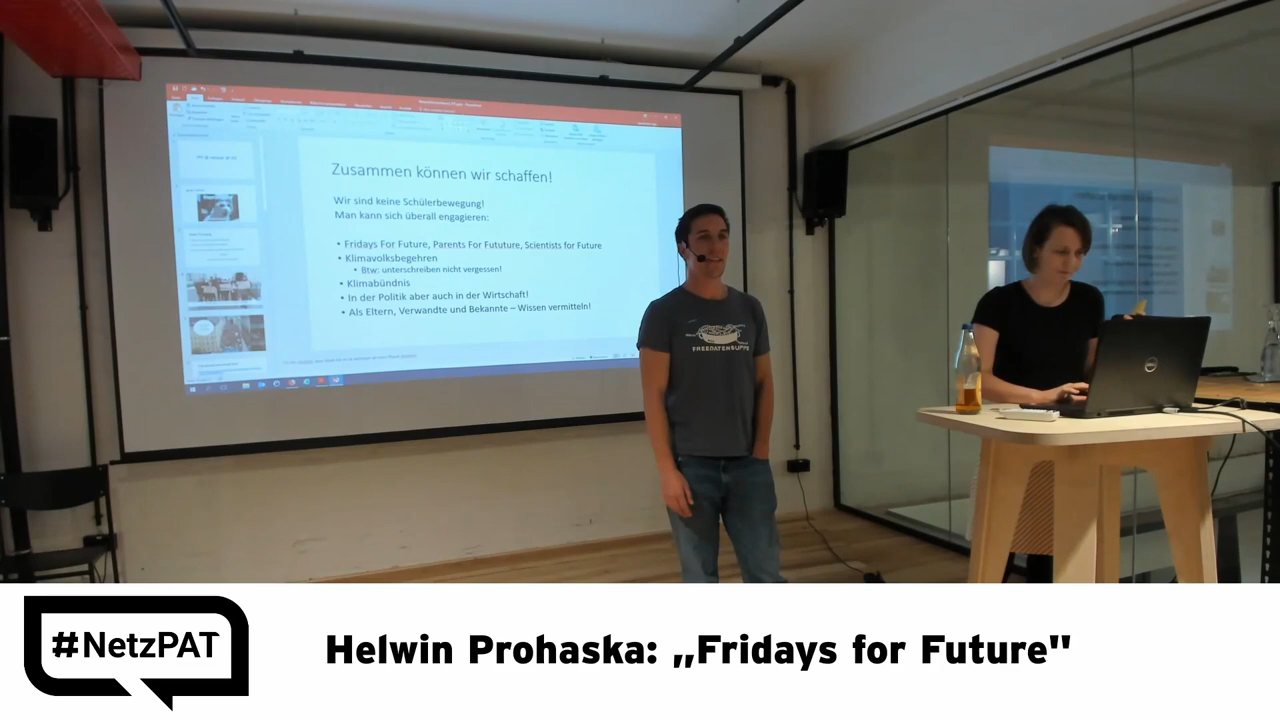 Zusammen können wir schaffen!
Wir sind keine Schülerbewegung!
Man kann sich überall engagieren:
• Fridays For Future, Parents For Fututure, Scientists for Future
• Klimavolksbegehren
• Btw: unterschreiben nicht vergessen!
• Klimabündnis
• In der Politik aber auch in der Wirtschaft!
• Als Eltern, Verwandte und Bekannte – Wissen vermitteln!
FREEDATENSUPPE
DELL
#NetzPAT
Helwin Prohaska: „Fridays for Future"